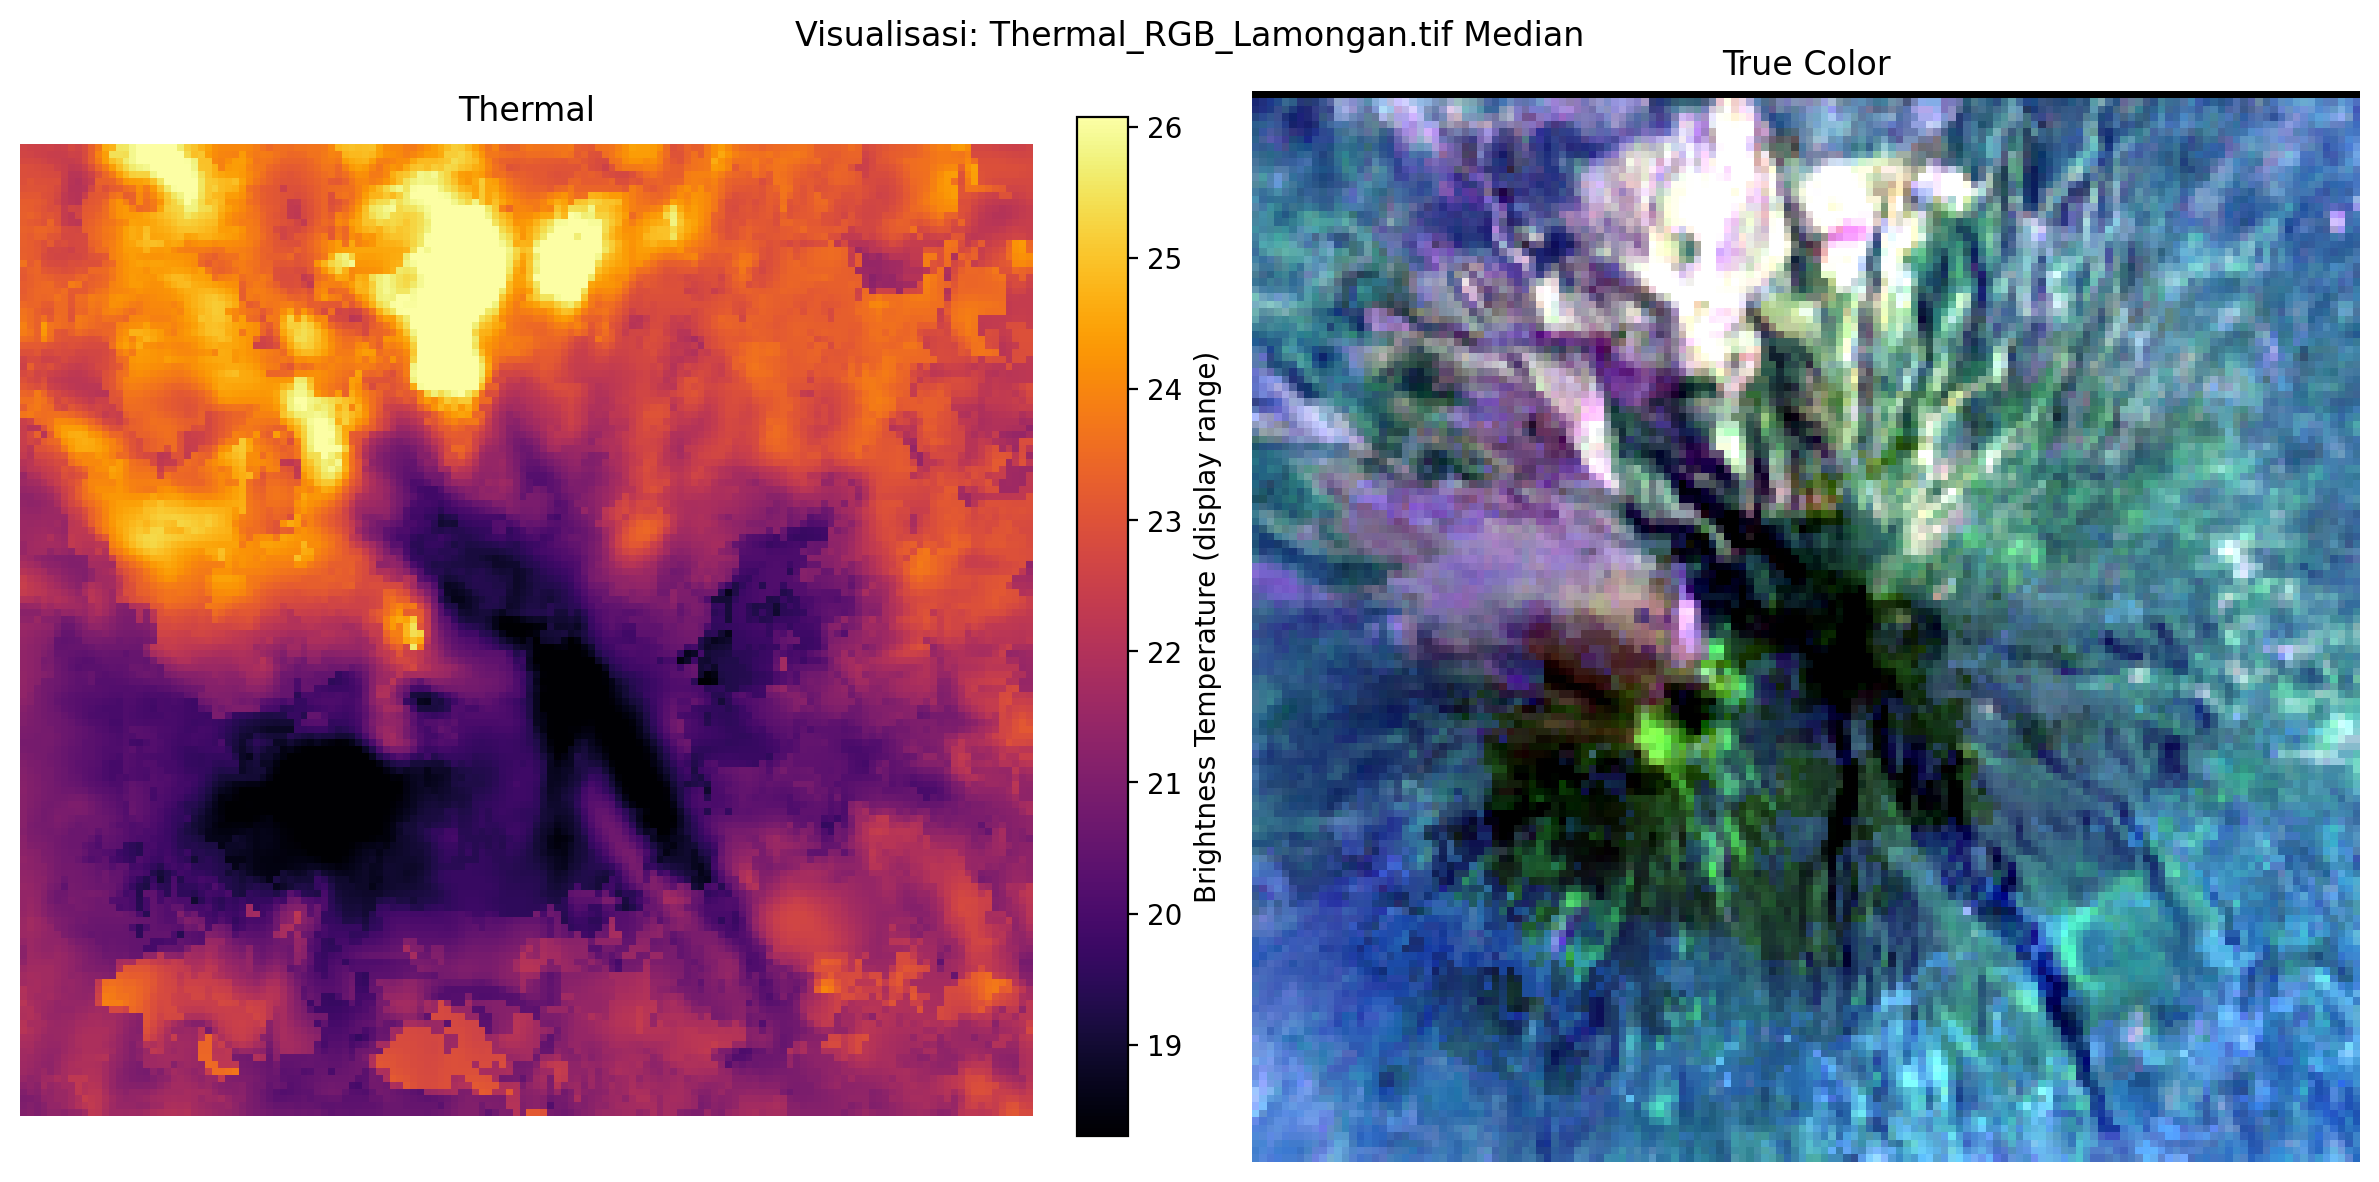 Visualisasi: Thermal_RGB_Lamongan.tif Median
Thermal
True Color
26
25
24
23
22
21
20
19
Brightness Temperature (display range)